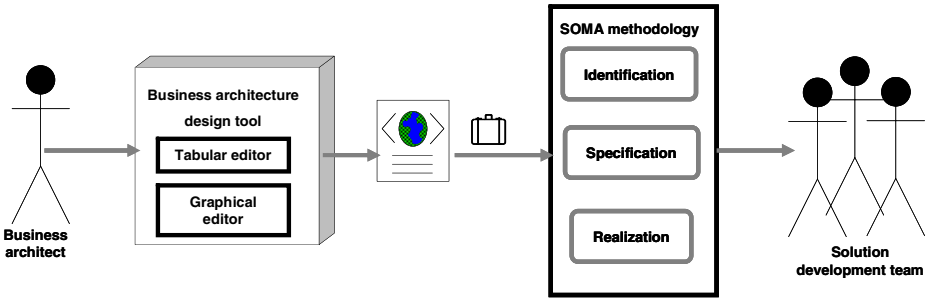 Business
architect
Business architecture
design tool
Tabular editor
Graphical
editor
SOMA methodology
Identification
Specification
Realization
Solution
development team